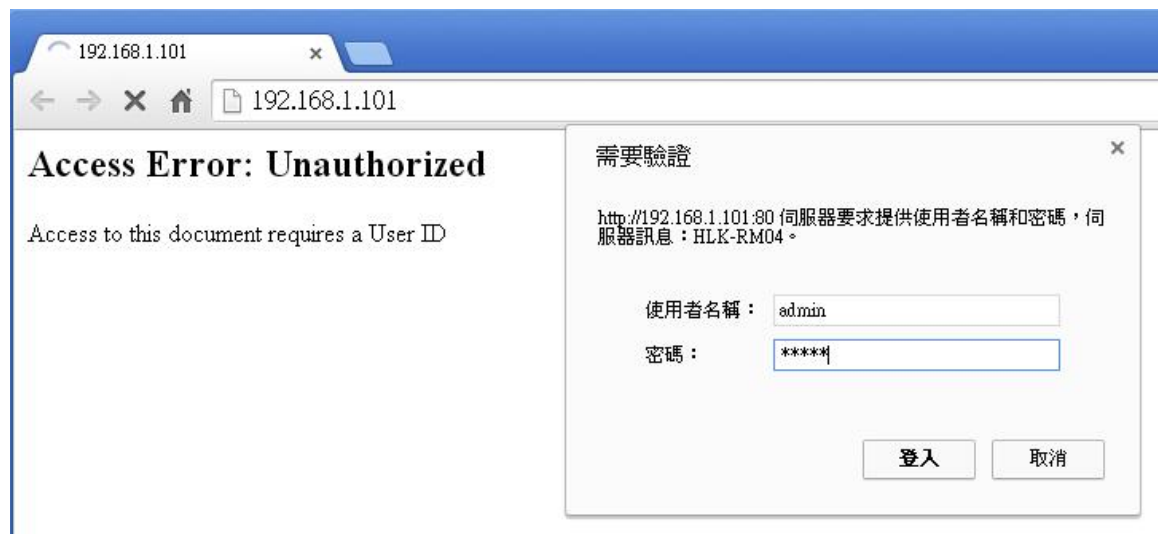 192.168.1.101
192.168.1.101
Access Error: Unauthorized
Access to this document requires a User ID
需要驗證
http://192.168.1.101:80 伺服器要求提供使用者名稱和密碼，伺
服器訊息：HLK-RM04。
使用者名稱： admin
密碼： *****
登入 取消